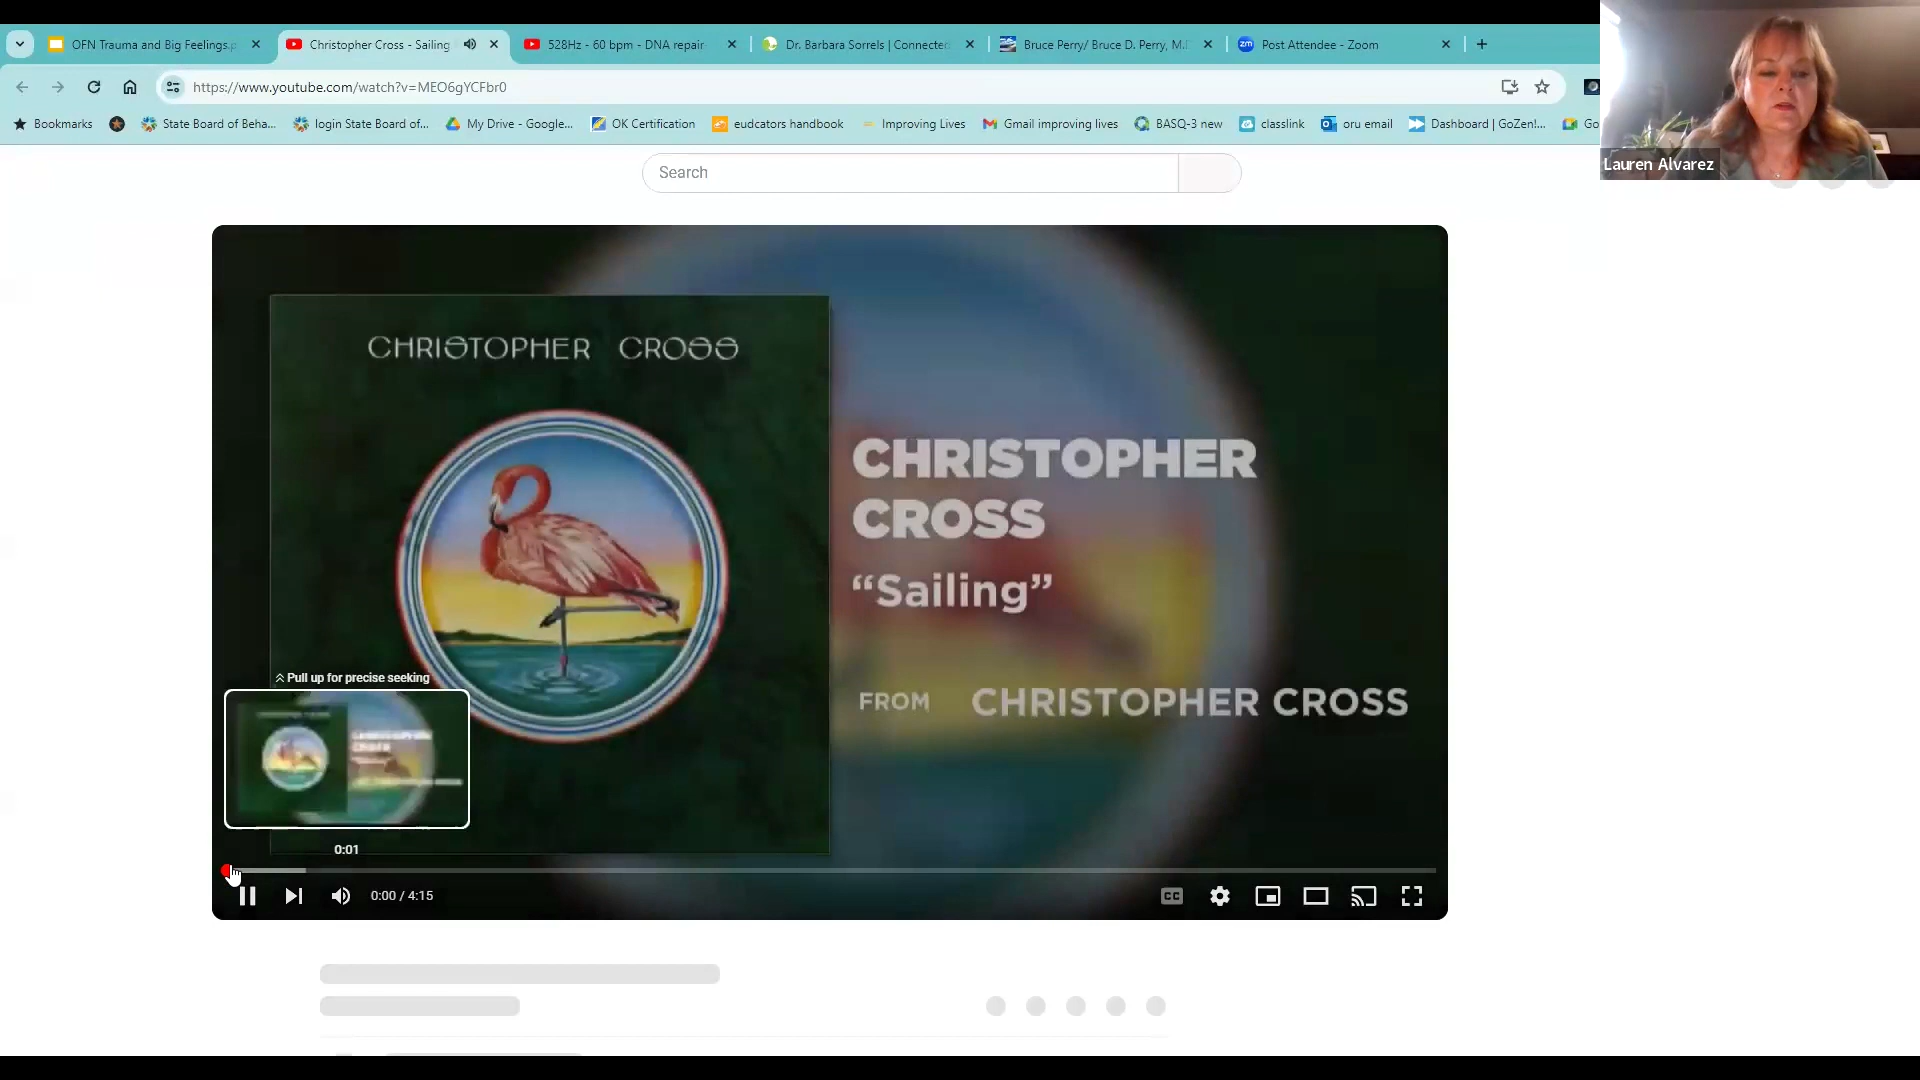 OFN Trauma and Big Feelings.p
Christopher Cross - Sailing
528Hz - 60 bpm - DNA repair
Dr. Barbara Sorrels | Connected
Bruce Perry/ Bruce D. Perry, M.D
zm
Post Attendee - Zoom
https://www.youtube.com/watch?v=MEO6gYCFbr0
Bookmarks
State Board of Beha...
login State Board of...
My Drive - Google...
OK Certification
eudcators handbook
Improving Lives
Gmail improving lives
BASQ-3 new
classlink
oru email
Dashboard | GoZen!...
Go
Lauren Alvarez
Search
CHRISTOPHER CROSS
CHRISTOPHER
CROSS
“Sailing”
FROM CHRISTOPHER CROSS
Pull up for precise seeking
0:01
0:00 / 4:15
CC